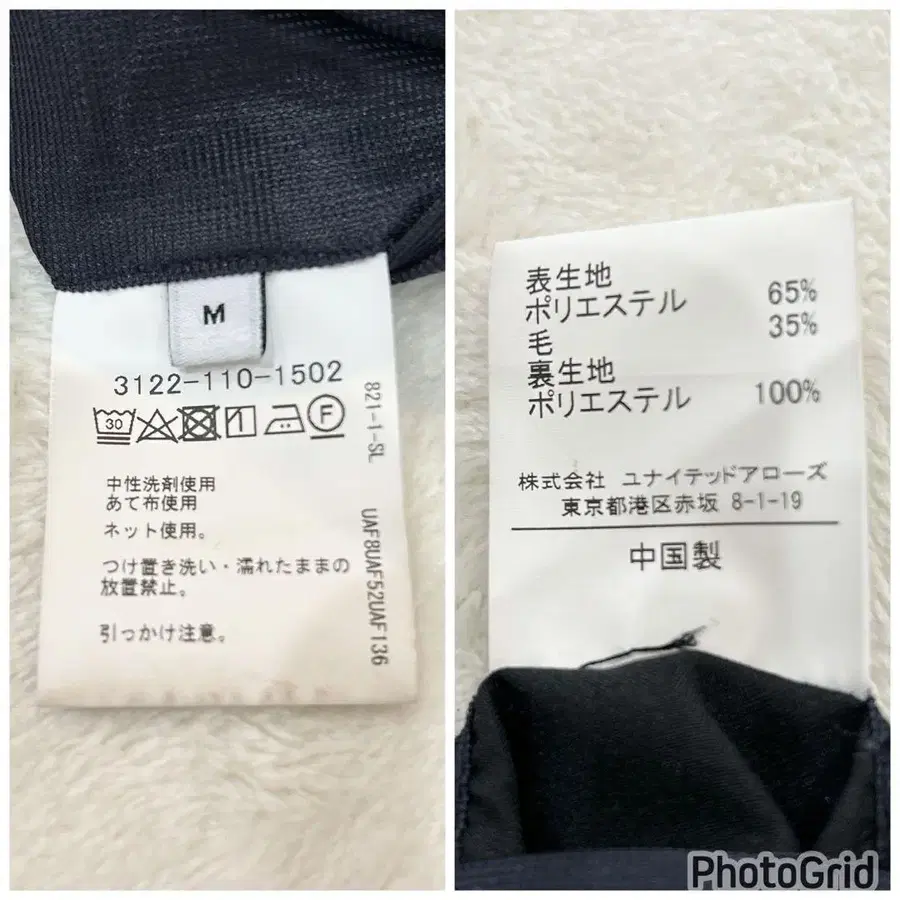 M
3122-110-1502
30
F
中性洗剤使用
あて布使用
ネット使用。
つけ置き洗い・濡れたままの
放置禁止。
引っかけ注意。
821-1-SL
UAF8UAF52UAF136
表生地
ポリエステル 65%
毛 35%
裏生地
ポリエステル 100%
株式会社 ユナイテッドアローズ
東京都港区赤坂 8-1-19
中国製
PhotoGrid